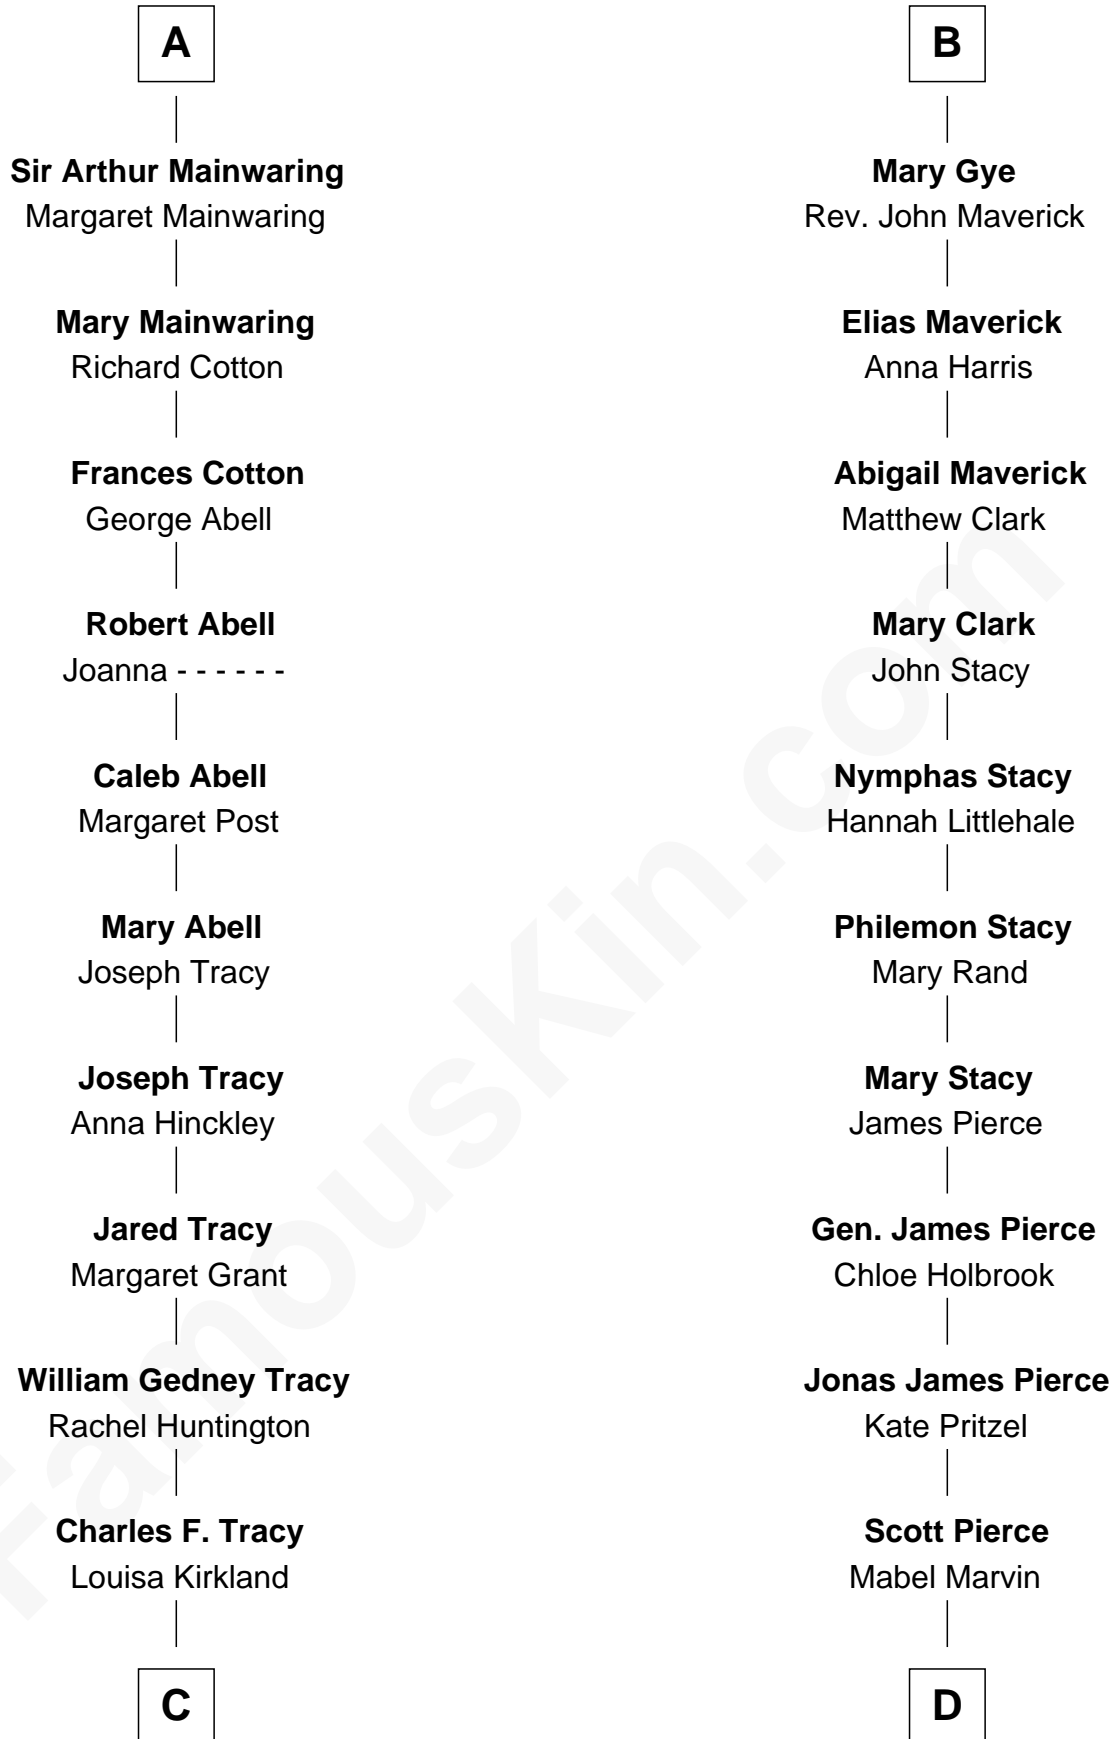 A
Sir Arthur Mainwaring
Margaret Mainwaring
Mary Mainwaring
Richard Cotton
Frances Cotton
George Abell
Robert Abell
Joanna - - - - - -
Caleb Abell
Margaret Post
Mary Abell
Joseph Tracy
Joseph Tracy
Anna Hinckley
Jared Tracy
Margaret Grant
William Gedney Tracy
Rachel Huntington
Charles F. Tracy
Louisa Kirkland
C
B
Mary Gye
Rev. John Maverick
Elias Maverick
Anna Harris
Abigail Maverick
Matthew Clark
Mary Clark
John Stacy
Nymphas Stacy
Hannah Littlehale
Philemon Stacy
Mary Rand
Mary Stacy
James Pierce
Gen. James Pierce
Chloe Holbrook
Jonas James Pierce
Kate Pritzel
Scott Pierce
Mabel Marvin
D
FamousKin.com